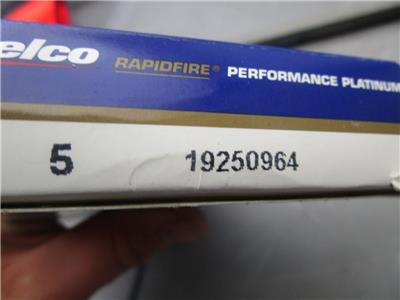 elco RAPIDFIRE® PERFORMANCE PLATINUM
5 19250964